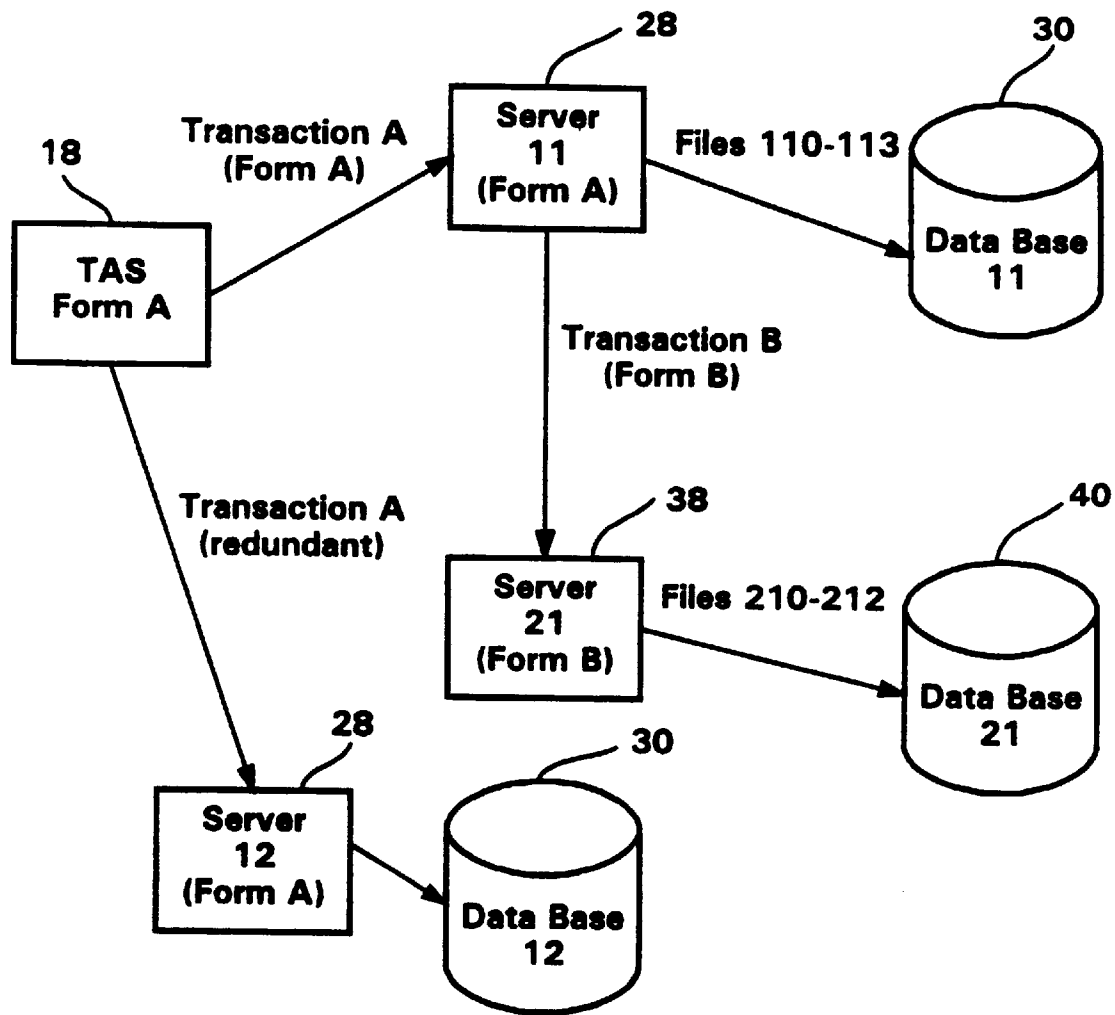 28
30
Server
11
(Form A)
Transaction A
(Form A)
Files 110-113
18
Data Base
11
TAS
Form A
Transaction B
(Form B)
Transaction A
(redundant)
38
40
Server
21
(Form B)
Files 210-212
Data Base
21
28
30
Server
12
(Form A)
Data Base
12